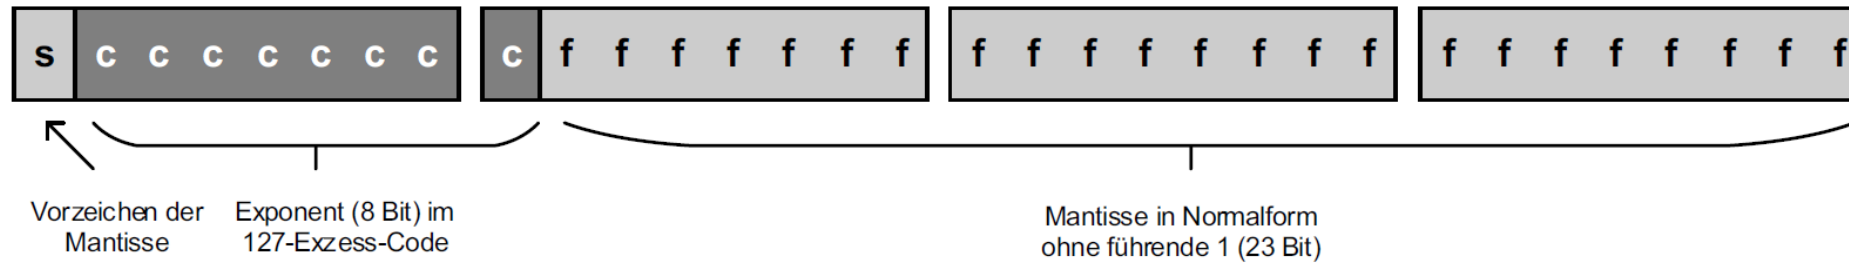 s c c c c c c c c f f f f f f f f f f f f f f f f f f f f f f f
Vorzeichen der
Mantisse
Exponent (8 Bit) im
127-Exzess-Code
Mantisse in Normalform
ohne führende 1 (23 Bit)